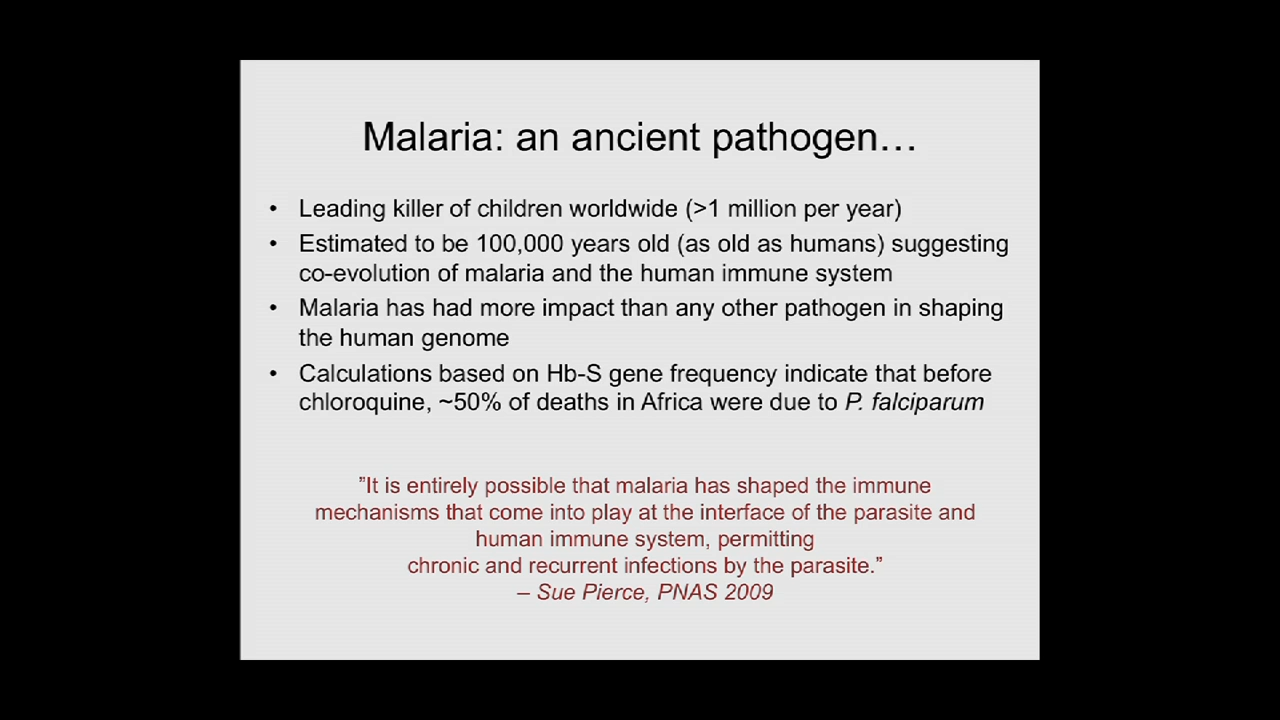 Malaria: an ancient pathogen…
• Leading killer of children worldwide (>1 million per year)
• Estimated to be 100,000 years old (as old as humans) suggesting
co-evolution of malaria and the human immune system
• Malaria has had more impact than any other pathogen in shaping
the human genome
• Calculations based on Hb-S gene frequency indicate that before
chloroquine, ~50% of deaths in Africa were due to P. falciparum
”It is entirely possible that malaria has shaped the immune
mechanisms that come into play at the interface of the parasite and
human immune system, permitting
chronic and recurrent infections by the parasite.”
– Sue Pierce, PNAS 2009